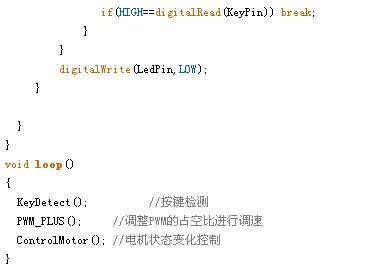 if(HIGH==digitalRead(KeyPin)) break;
}
}
digitalWrite(LedPin,LOW);
}
}
}
void loop()
{
KeyDetect(); //按键检测
PWM_PLUS(); //调整PWM的占空比进行调速
ControlMotor(); //电机状态变化控制
}